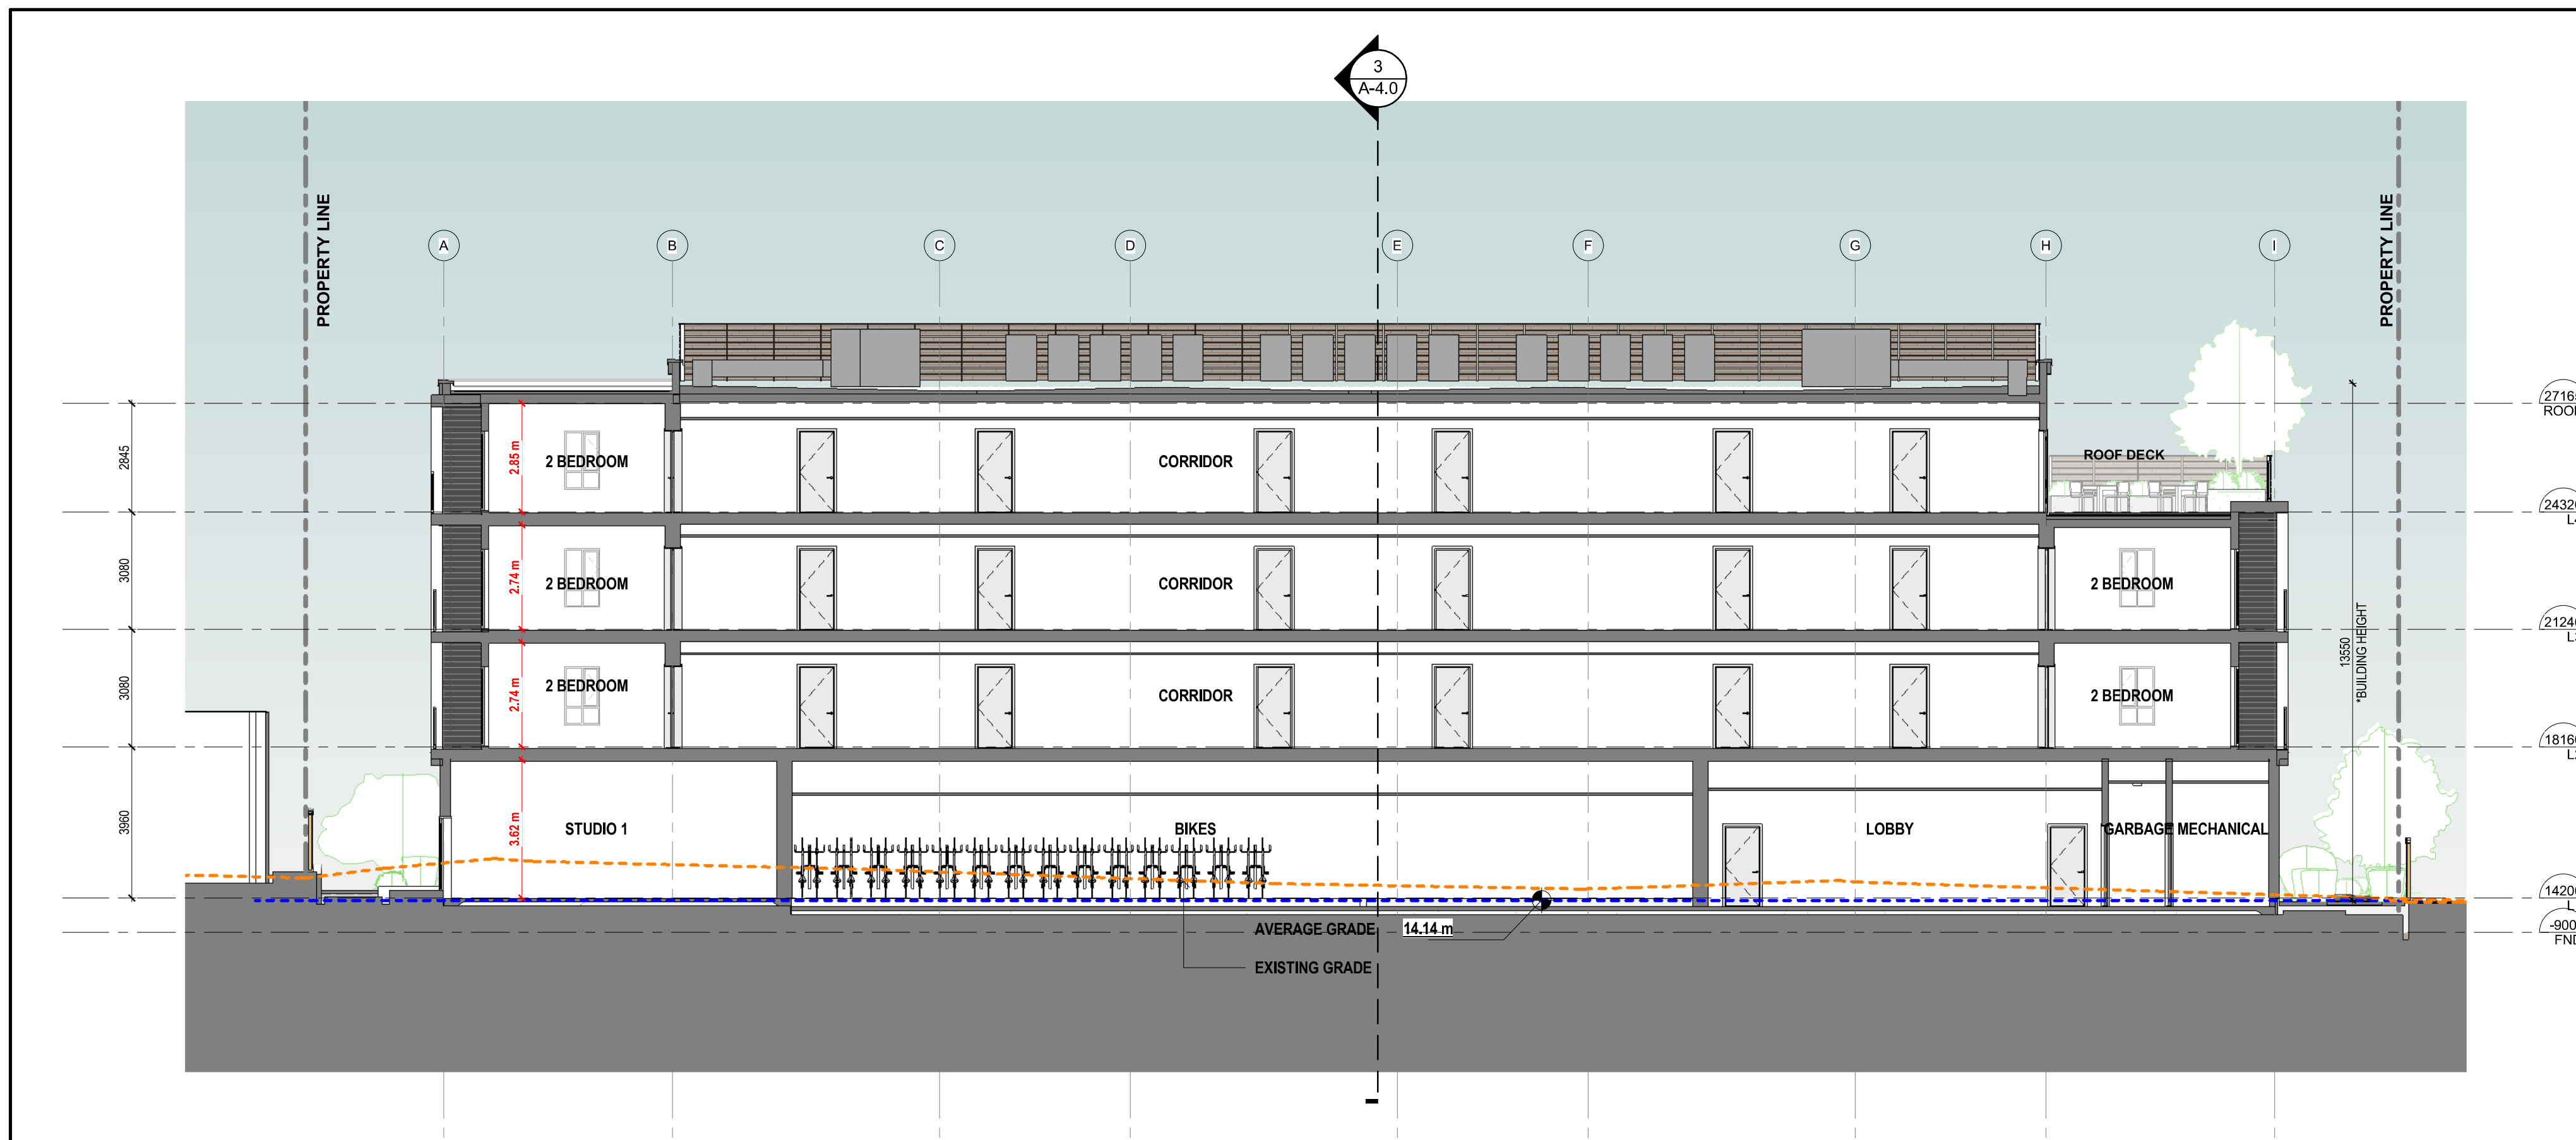 3
A-4.0
PROPERTY LINE
PROPERTY LINE
A
B
C
D
E
F
G
H
I
2845
3080
3080
3960
2.85 m
2.74 m
2.74 m
3.62 m
2 BEDROOM
CORRIDOR
ROOF DECK
2 BEDROOM
CORRIDOR
2 BEDROOM
2 BEDROOM
CORRIDOR
2 BEDROOM
STUDIO 1
BIKES
LOBBY
GARBAGE MECHANICAL
AVERAGE GRADE 14.14 m
EXISTING GRADE
13550
*BUILDING HEIGHT
-900